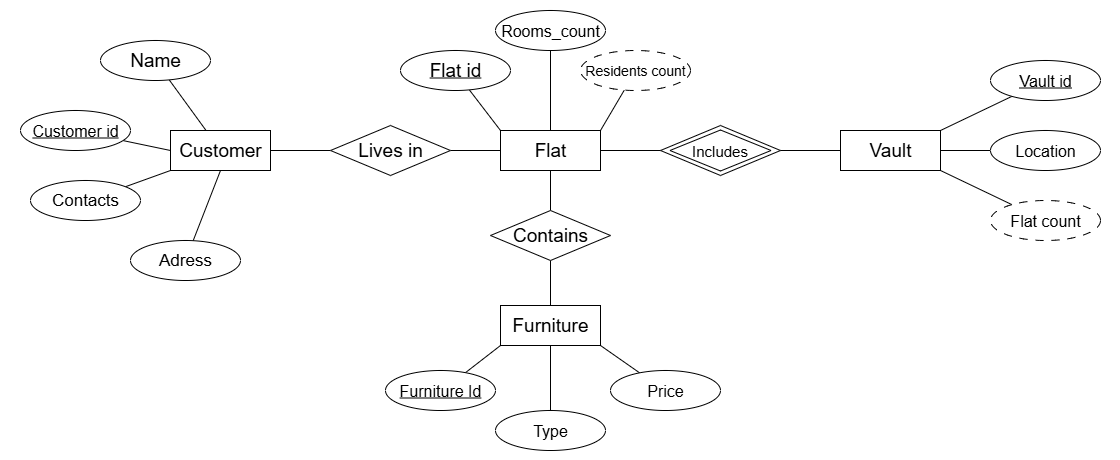 Rooms_count
Name
Flat id
Residents count
Vault id
Customer id
Customer
Lives in
Flat
Includes
Vault
Location
Contacts
Flat count
Contains
Adress
Furniture
Furniture Id
Price
Type